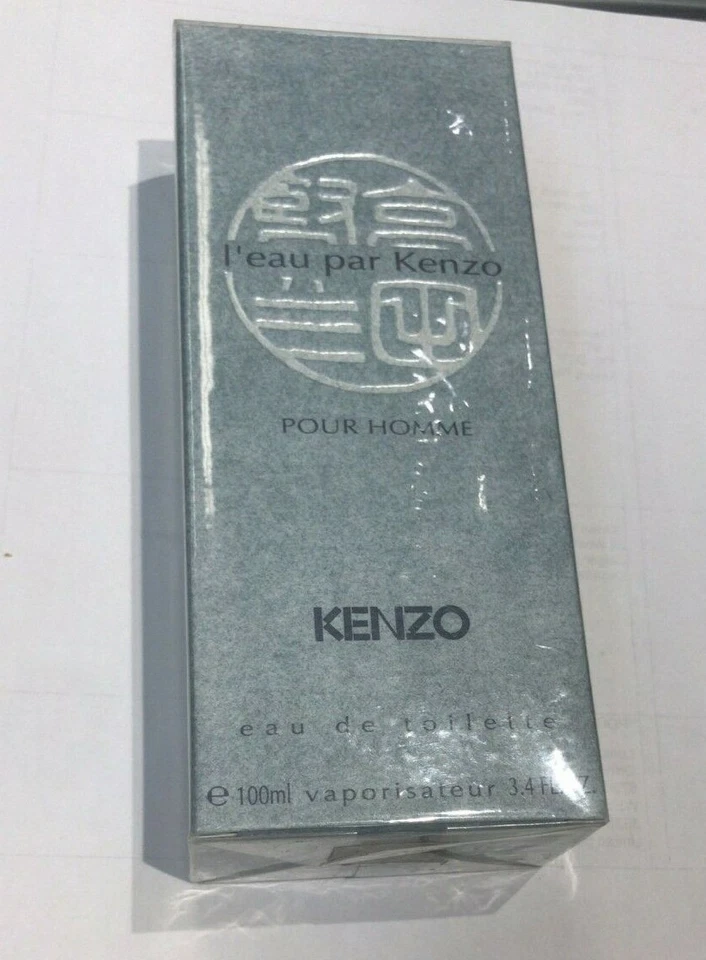 l'eau par Kenzo
POUR HOMME
KENZO
eau de toilette
e 100ml vaporisateur 3.4